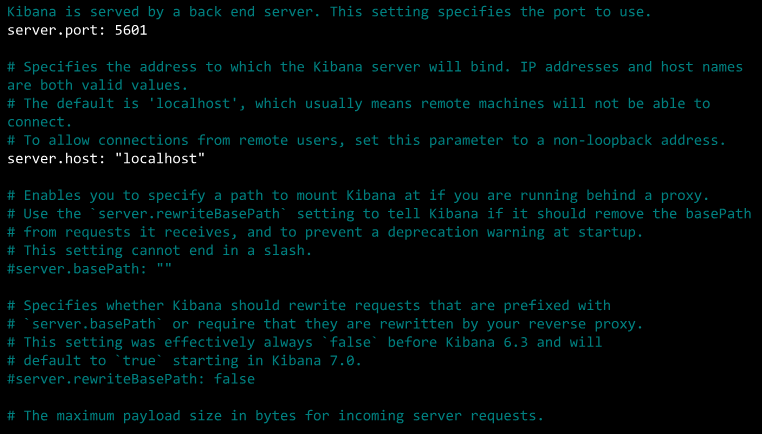 Kibana is served by a back end server. This setting specifies the port to use.
server.port: 5601
# Specifies the address to which the Kibana server will bind. IP addresses and host names
are both valid values.
# The default is 'localhost', which usually means remote machines will not be able to
connect.
# To allow connections from remote users, set this parameter to a non-loopback address.
server.host: "localhost"
# Enables you to specify a path to mount Kibana at if you are running behind a proxy.
# Use the `server.rewriteBasePath` setting to tell Kibana if it should remove the basePath
# from requests it receives, and to prevent a deprecation warning at startup.
# This setting cannot end in a slash.
#server.basePath: ""
# Specifies whether Kibana should rewrite requests that are prefixed with
# `server.basePath` or require that they are rewritten by your reverse proxy.
# This setting was effectively always `false` before Kibana 6.3 and will
# default to `true` starting in Kibana 7.0.
#server.rewriteBasePath: false
# The maximum payload size in bytes for incoming server requests.